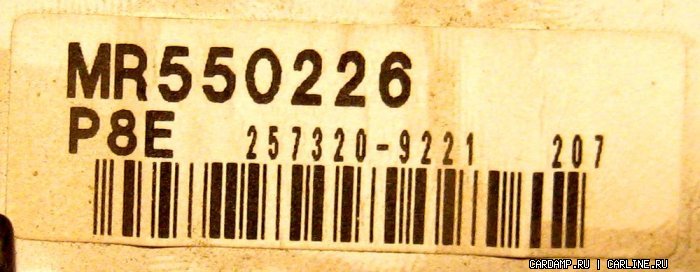 MR550226
P8E 257320-9221 207
CARDAMP.RU | CARLINE.RU